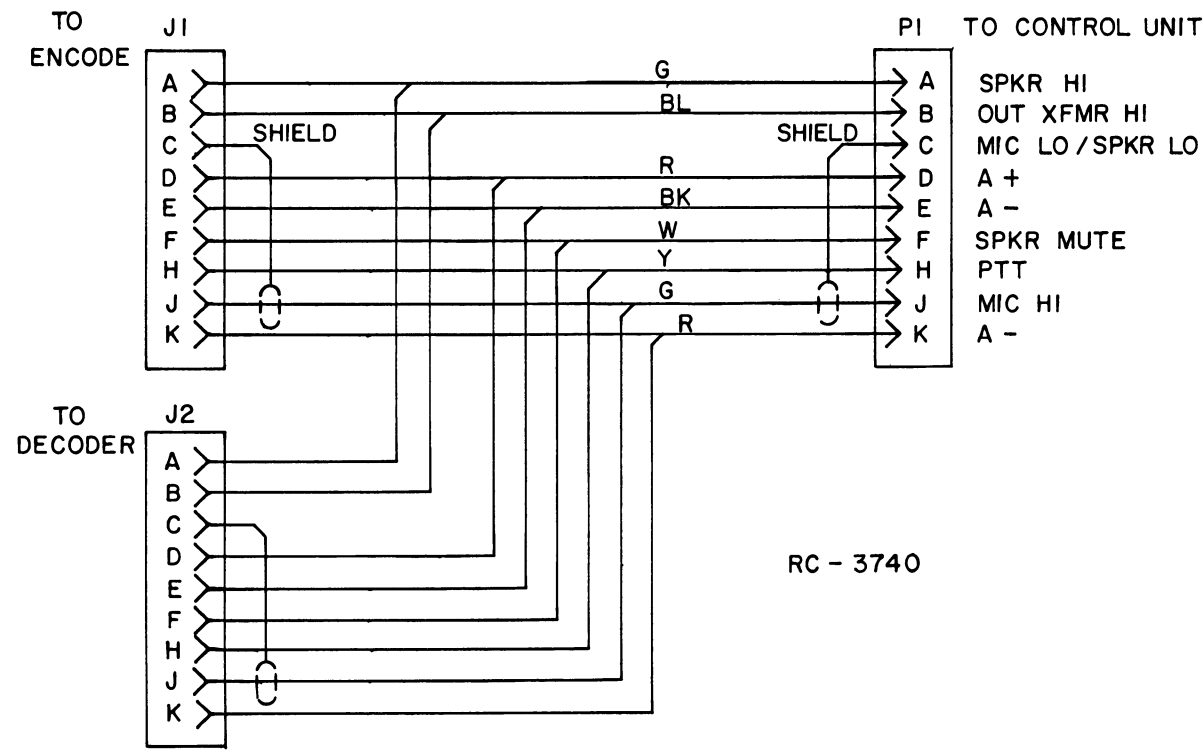 TO
ENCODE
J1
P1
TO CONTROL UNIT
A
B
C
D
E
F
H
J
K
SHIELD
SHIELD
G
BL
R
BK
W
Y
G
R
A
B
C
D
E
F
H
J
K
SPKR HI
OUT XFMR HI
MIC LO / SPKR LO
A +
A -
SPKR MUTE
PTT
MIC HI
A -
TO
DECODER
J2
A
B
C
D
E
F
H
J
K
RC - 3740